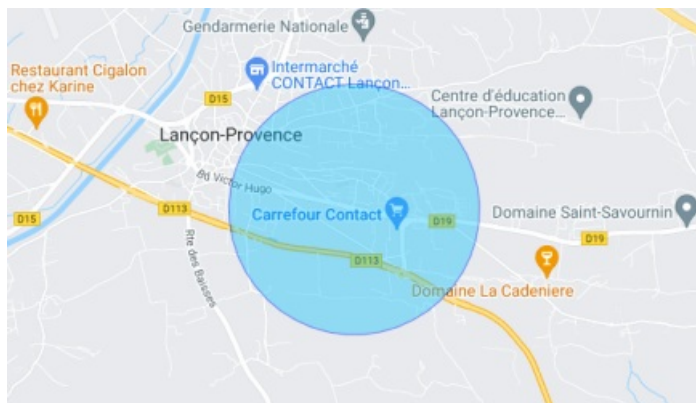 Gendarmerie Nationale
Restaurant Cigalon
chez Karine
Intermarché
CONTACT Lançon...
D15
Centre d'éducation
Lançon-Provence...
Lançon-Provence
Bd Victor Hugo
D15
D113
Carrefour Contact
D19
Domaine Saint-Savournin
D19
Rte des Baisses
D113
Domaine La Cadeniere